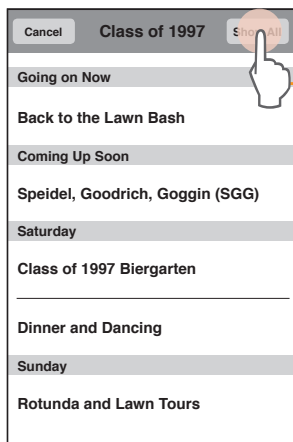 Cancel Class of 1997 Show All
Going on Now
Back to the Lawn Bash
Coming Up Soon
Speidel, Goodrich, Goggin (SGG)
Saturday
Class of 1997 Biergarten
Dinner and Dancing
Sunday
Rotunda and Lawn Tours